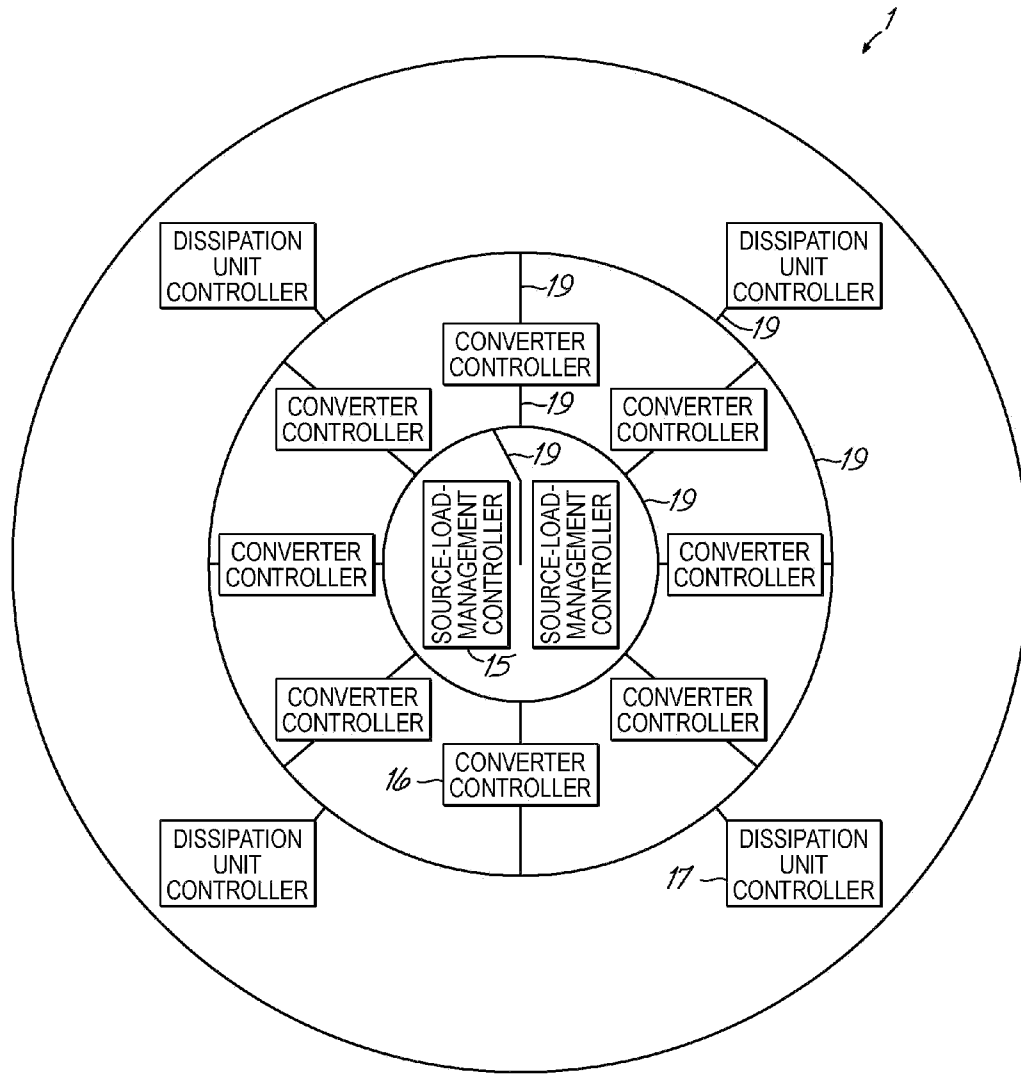 1
DISSIPATION
UNIT
CONTROLLER
DISSIPATION
UNIT
CONTROLLER
19
19
CONVERTER
CONTROLLER
CONVERTER
CONTROLLER
19
CONVERTER
CONTROLLER
19
19
19
SOURCE-LOAD-
MANAGEMENT
CONTROLLER
15
SOURCE-LOAD-
MANAGEMENT
CONTROLLER
CONVERTER
CONTROLLER
CONVERTER
CONTROLLER
CONVERTER
CONTROLLER
CONVERTER
CONTROLLER
16
CONVERTER
CONTROLLER
DISSIPATION
UNIT
CONTROLLER
17
DISSIPATION
UNIT
CONTROLLER